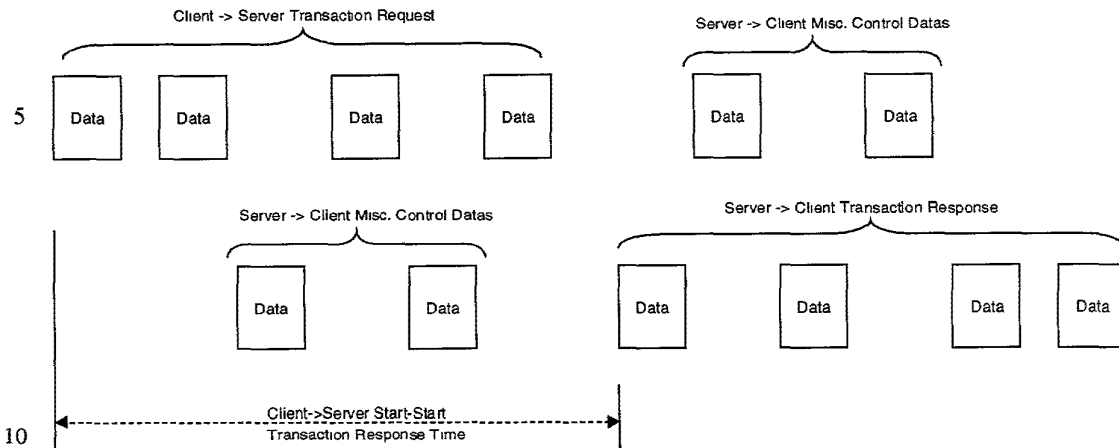 Client -> Server Transaction Request
Server -> Client Misc. Control Datas
5
Data Data Data Data Data Data
Server -> Client Misc. Control Datas
Server -> Client Transaction Response
Data Data Data Data Data Data
Client->Server Start-Start
Transaction Response Time
10